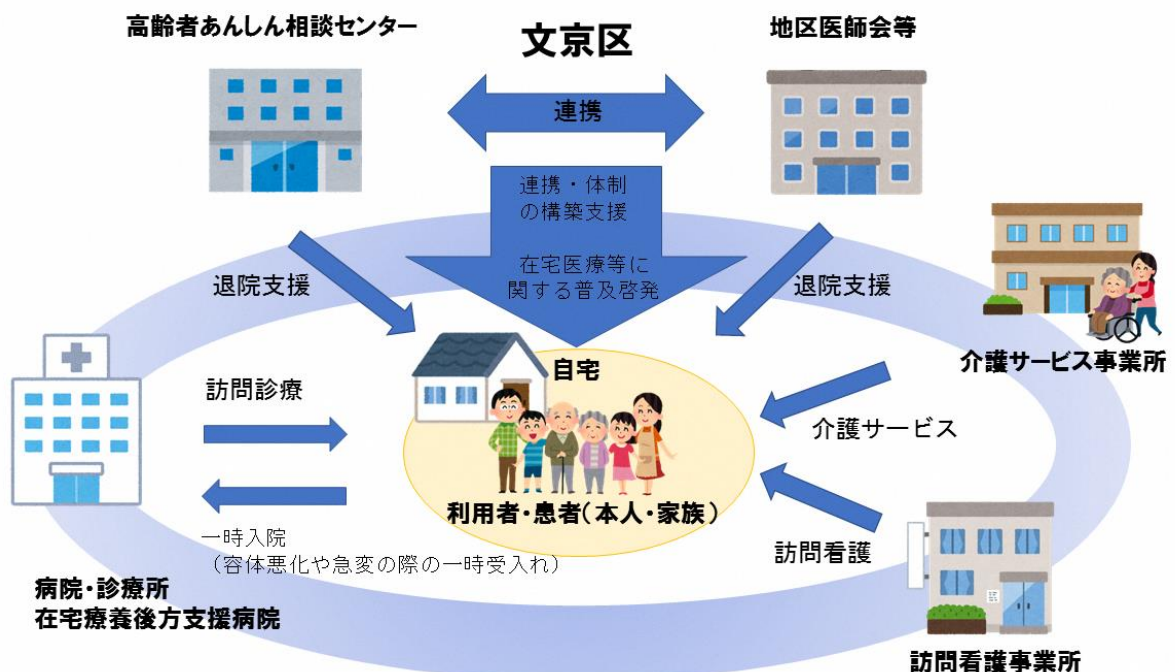 高齢者あんしん相談センター
文京区
地区医師会等
連携
連携・体制
の構築支援
在宅医療等に
関する普及啓発
退院支援
退院支援
介護サービス事業所
自宅
訪問診療
介護サービス
利用者・患者(本人・家族)
一時入院
(容体悪化や急変の際の一時受入れ)
訪問看護
病院・診療所
在宅療養後方支援病院
訪問看護事業所